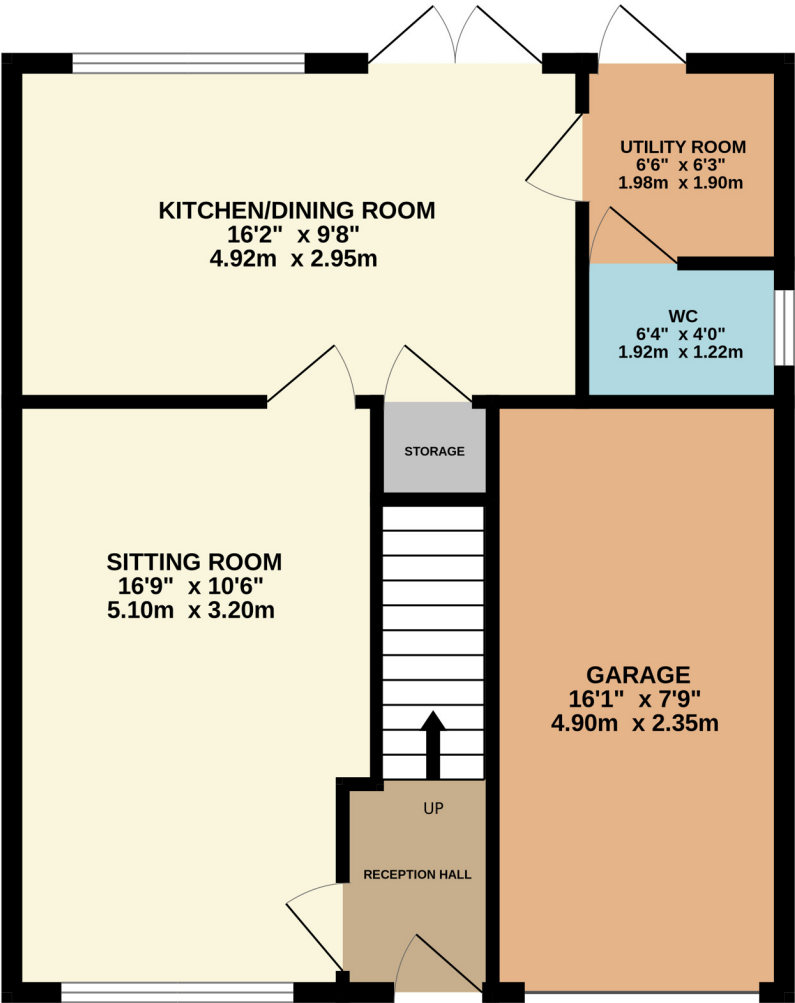 KITCHEN/DINING ROOM
16'2" x 9'8"
4.92m x 2.95m
UTILITY ROOM
6'6" x 6'3"
1.98m x 1.90m
WC
6'4" x 4'0"
1.92m x 1.22m
STORAGE
SITTING ROOM
16'9" x 10'6"
5.10m x 3.20m
GARAGE
16'1" x 7'9"
4.90m x 2.35m
UP
RECEPTION HALL